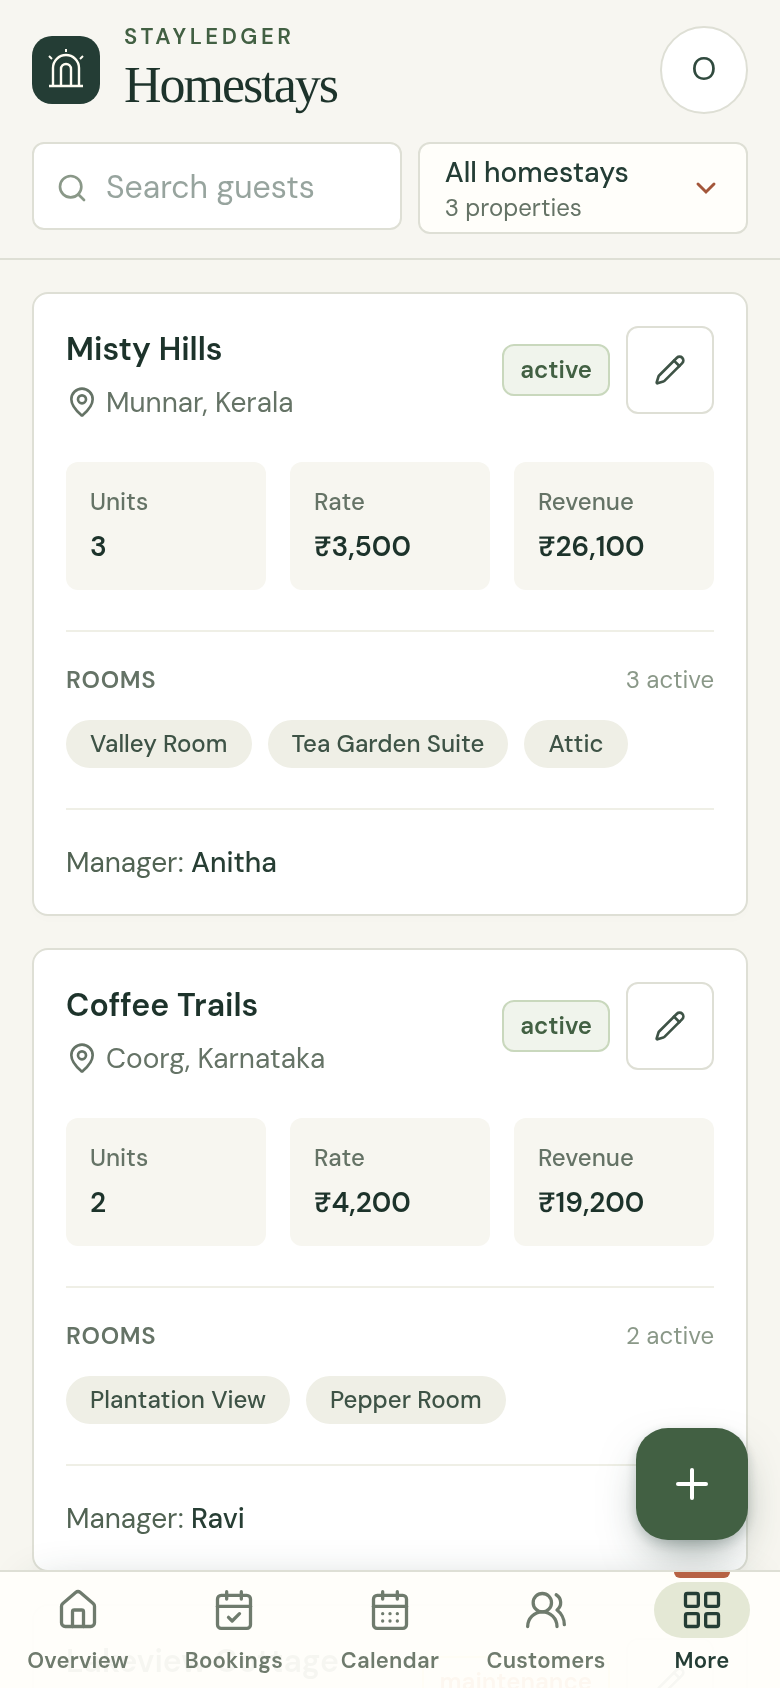 STAYLEDGER
Homestays
O
Search guests
All homestays
3 properties
Misty Hills
active
Munnar, Kerala
Units
3
Rate
₹3,500
Revenue
₹26,100
ROOMS
3 active
Valley Room
Tea Garden Suite
Attic
Manager: Anitha
Coffee Trails
active
Coorg, Karnataka
Units
2
Rate
₹4,200
Revenue
₹19,200
ROOMS
2 active
Plantation View
Pepper Room
Manager: Ravi
Lakeview Cottage
maintenance
Overview
Bookings
Calendar
Customers
More